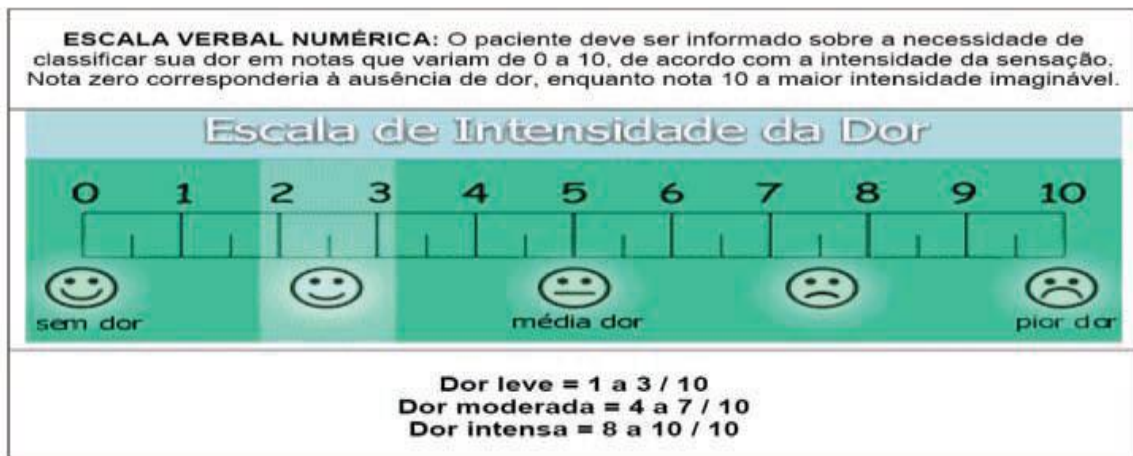 ESCALA VERBAL NUMÉRICA: O paciente deve ser informado sobre a necessidade de
classificar sua dor em notas que variam de 0 a 10, de acordo com a intensidade da sensação.
Nota zero corresponderia à ausência de dor, enquanto nota 10 a maior intensidade imaginável.
Escala de Intensidade da Dor
0 1 2 3 4 5 6 7 8 9 10
sem dor média dor pior dor
Dor leve = 1 a 3 / 10
Dor moderada = 4 a 7 / 10
Dor intensa = 8 a 10 / 10